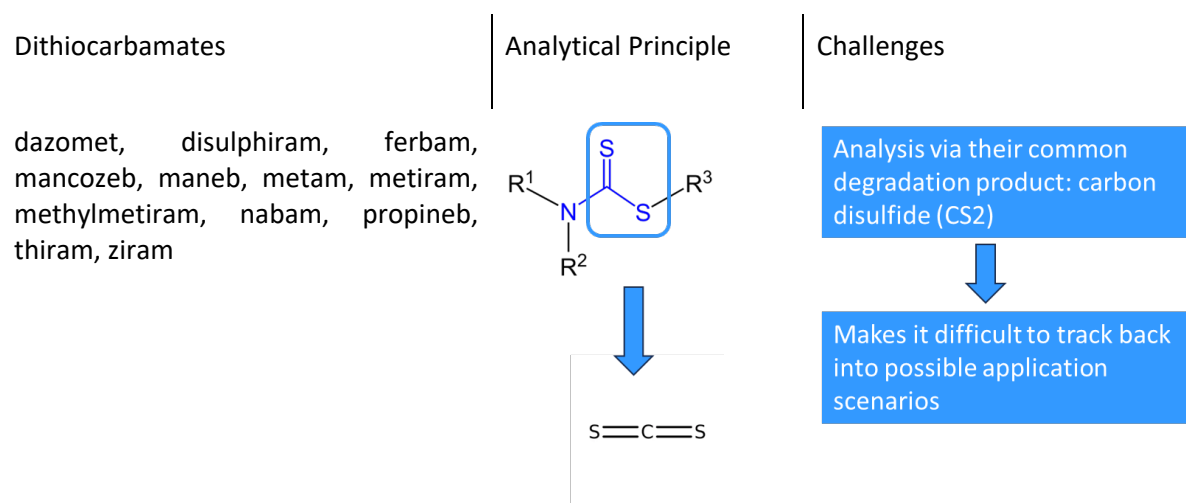 Dithiocarbamates
Analytical Principle
Challenges
dazomet, disulphiram, ferbam,
mancozeb, maneb, metam, metiram,
methylmetiram, nabam, propineb,
thiram, ziram
S
R¹
R³
N
S
R²
S=C=S
Analysis via their common
degradation product: carbon
disulfide (CS2)
Makes it difficult to track back
into possible application
scenarios